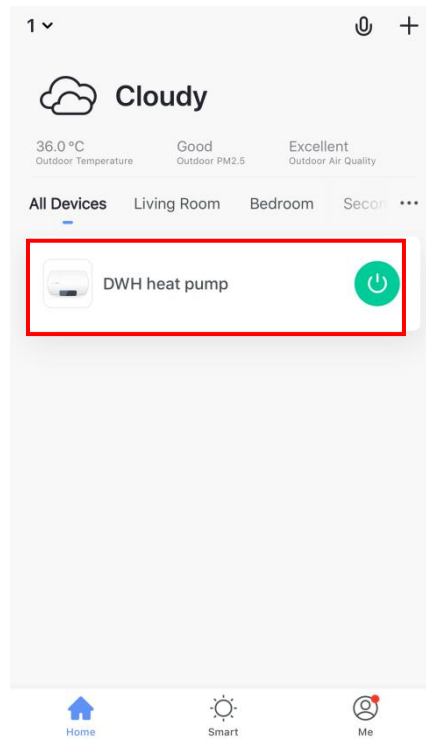 1
Cloudy
36.0 °C Good Excellent
Outdoor Temperature Outdoor PM2.5 Outdoor Air Quality
All Devices Living Room Bedroom Secon
DWH heat pump
Home Smart Me